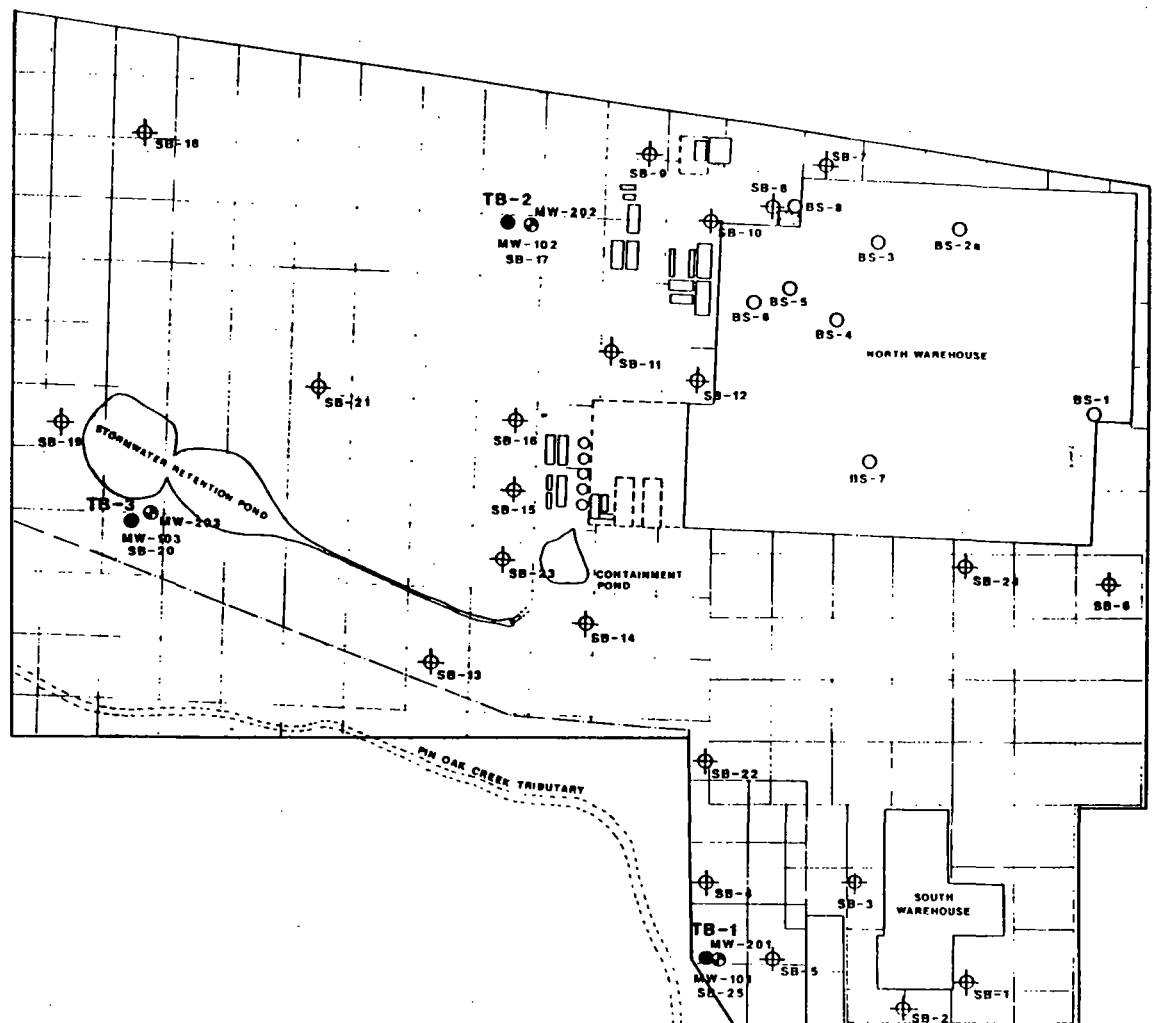 SB-18
SB-9
SB-7
TB-2
MW-202
MW-102
SB-17
SB-8
BS-8
SB-10
BS-3
BS-2a
BS-5
BS-6
BS-4
NORTH WAREHOUSE
SB-11
SB-12
SB-21
BS-1
SB-19
STORMWATER RETENTION POND
SB-16
BS-7
SB-15
TB-3
MW-203
MW-103
SB-20
SB-23
CONTAINMENT
POND
SB-24
SB-6
SB-14
SB-13
PIN OAK CREEK TRIBUTARY
SB-22
SB-4
SB-3
SOUTH
WAREHOUSE
TB-1
MW-201
MW-101
SB-25
SB-5
SB-1
SB-2